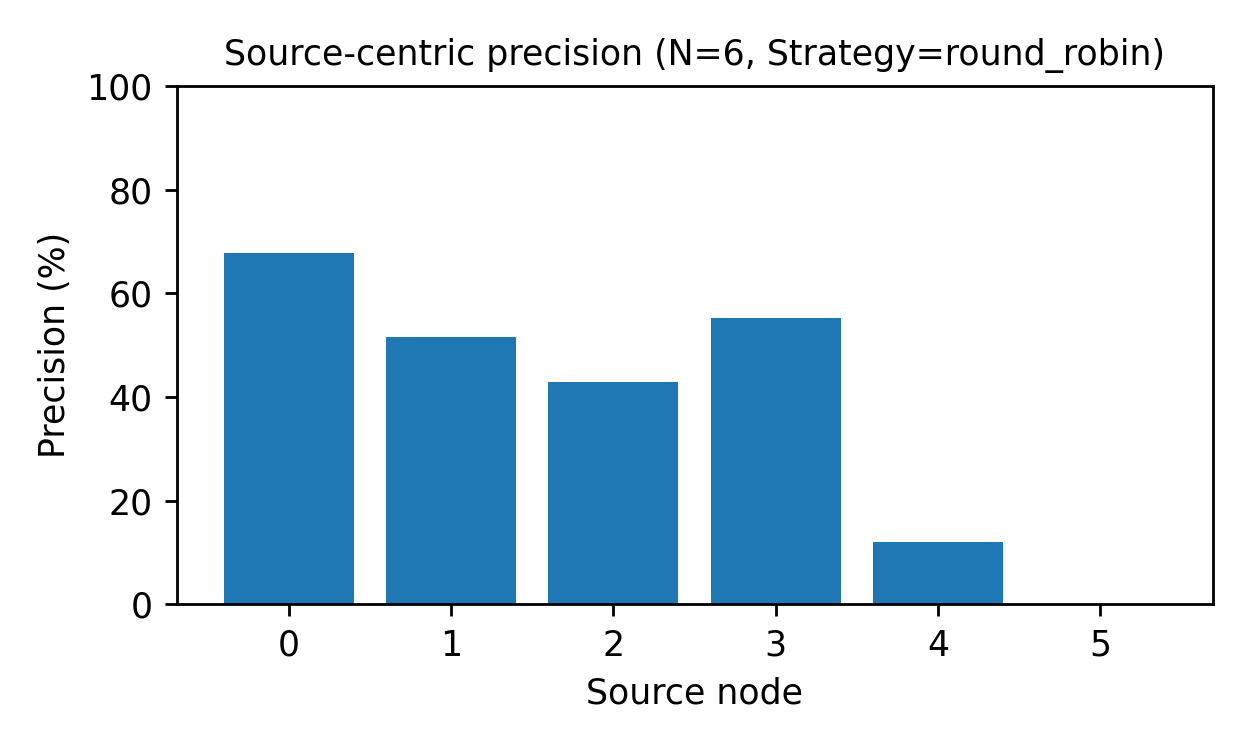 Source-centric precision (N=6, Strategy=round_robin)
100
80
60
40
20
0
Precision (%)
0 1 2 3 4 5
Source node